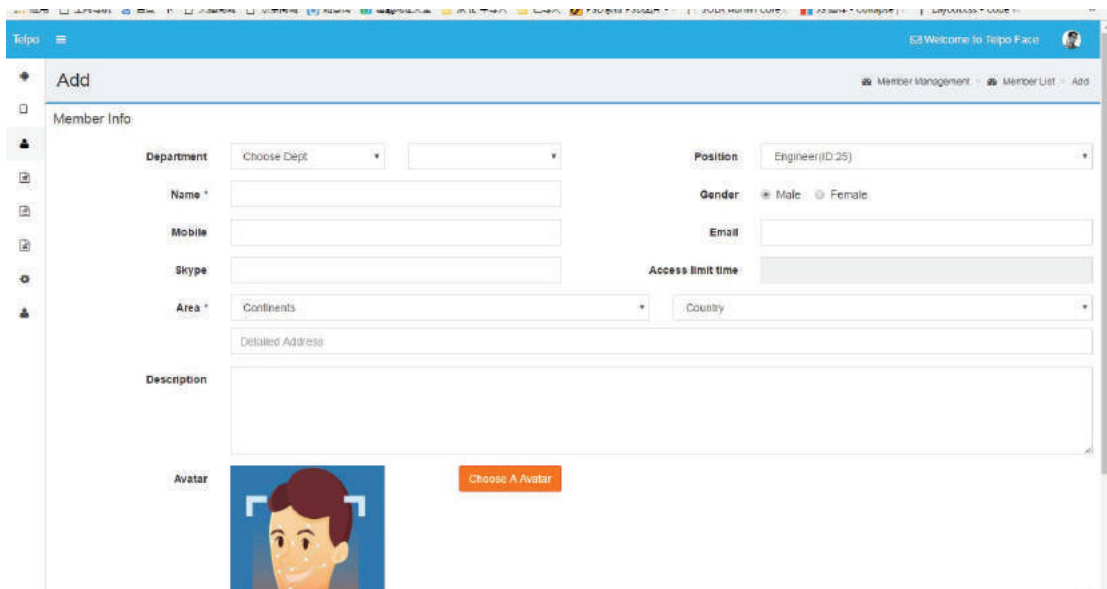 Telpo Welcome to Telpo Face
Add Member Management Member List Add
Member Info
Department Choose Dept Position Engineer(ID:25)
Name * Gender Male Female
Mobile Email
Skype Access limit time
Area * Continents Country
Detailed Address
Description
Avatar Choose A Avatar